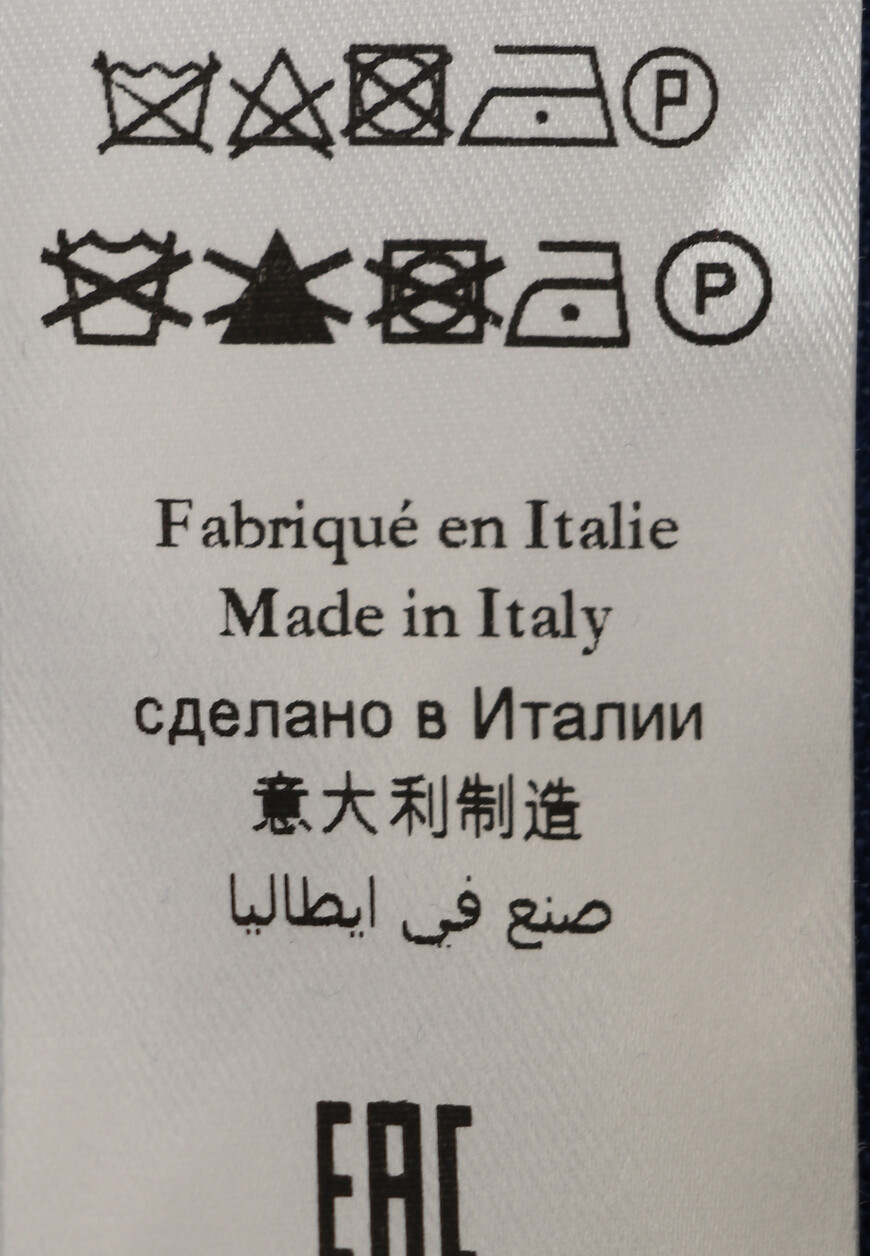 P
P
Fabriqué en Italie
Made in Italy
сделано в Италии
意大利制造
صنع في ايطاليا
EAC